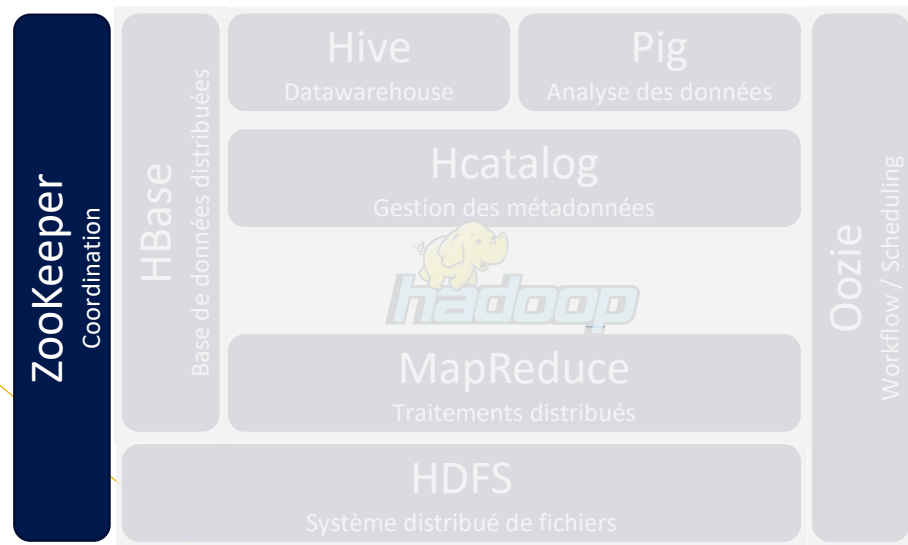 ZooKeeper
Coordination
HBase
Base de données distribuées
Hive
Datawarehouse
Pig
Analyse des données
Hcatalog
Gestion des métadonnées
hadoop
MapReduce
Traitements distribués
HDFS
Système distribué de fichiers
Oozie
Workflow / Scheduling